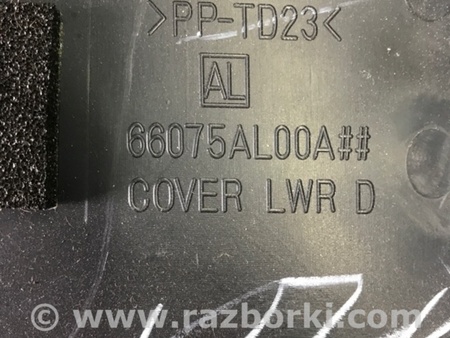 >PP-TD23<
AL
66075AL00A##
COVER LWR D
© www.razborki.com